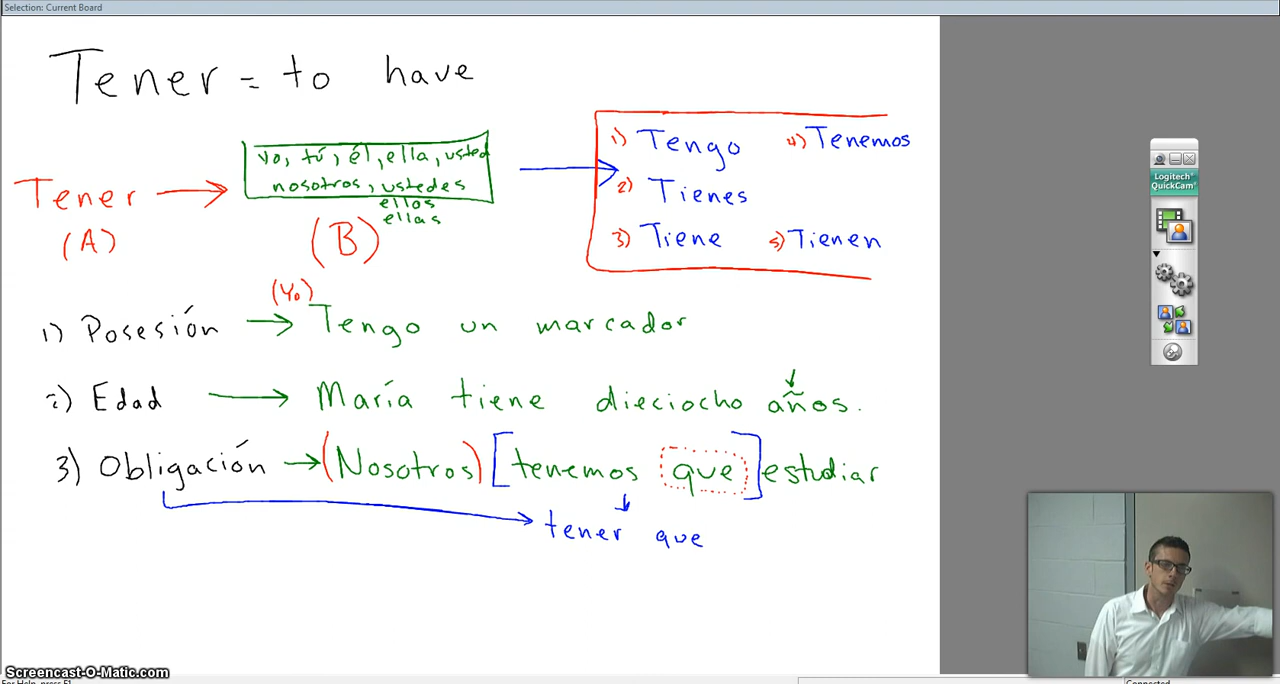 Selection: Current Board
Tener = to have
yo, tú, él, ella, usted
nosotros, ustedes
ellos
ellas
Tener
(A)
(B)
1) Tengo
4) Tenemos
2) Tienes
3) Tiene
5) Tienen
(Yo)
1) Posesión → Tengo un marcador
2) Edad → María tiene dieciocho años.
3) Obligación → (Nosotros) [tenemos que] estudiar
tener que
Logitech®
QuickCam®
Screencast-O-Matic.com